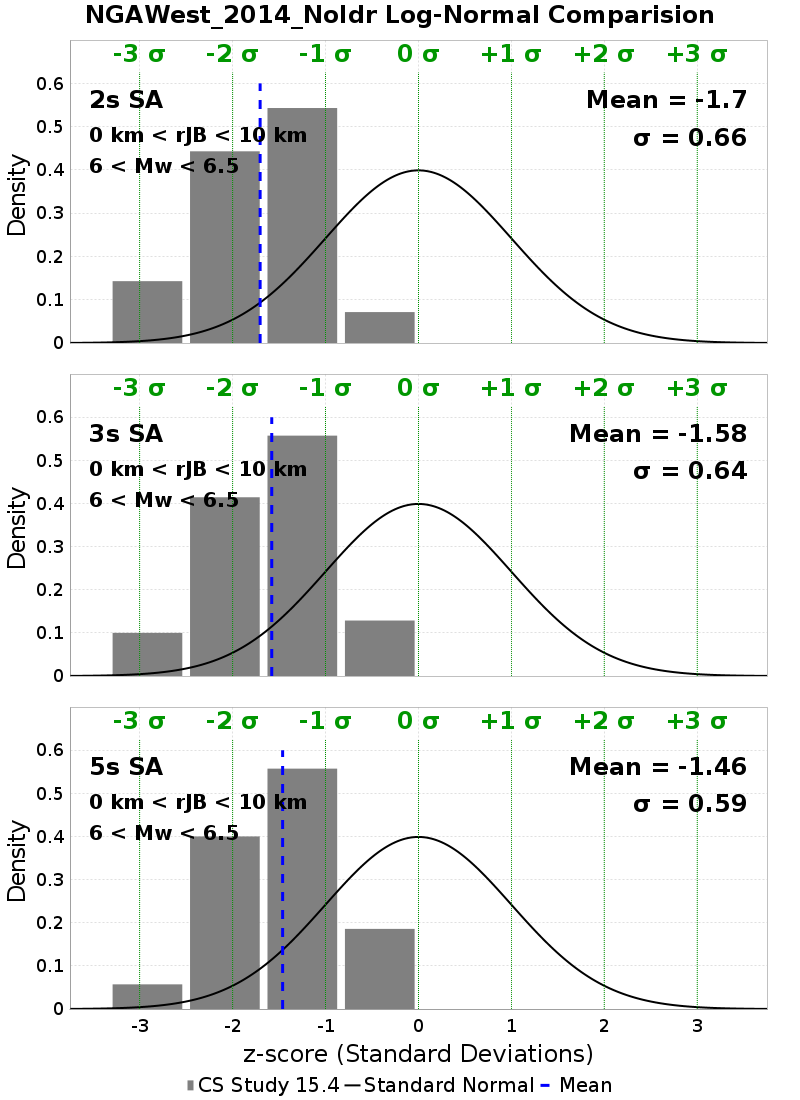 NGAWest_2014_NoIdr Log-Normal Comparision
-3 σ -2 σ -1 σ 0 σ +1 σ +2 σ +3 σ
0.6
2s SA Mean = -1.7
0.5
0 km < rJB < 10 km σ = 0.66
0.4
6 < Mw < 6.5
0.3
0.2
0.1
0
Density
-3 σ -2 σ -1 σ 0 σ +1 σ +2 σ +3 σ
0.6
3s SA Mean = -1.58
0.5
0 km < rJB < 10 km σ = 0.64
0.4
6 < Mw < 6.5
0.3
0.2
0.1
0
Density
-3 σ -2 σ -1 σ 0 σ +1 σ +2 σ +3 σ
0.6
5s SA Mean = -1.46
0.5
0 km < rJB < 10 km σ = 0.59
0.4
6 < Mw < 6.5
0.3
0.2
0.1
0
Density
-3 -2 -1 0 1 2 3
z-score (Standard Deviations)
CS Study 15.4 Standard Normal Mean